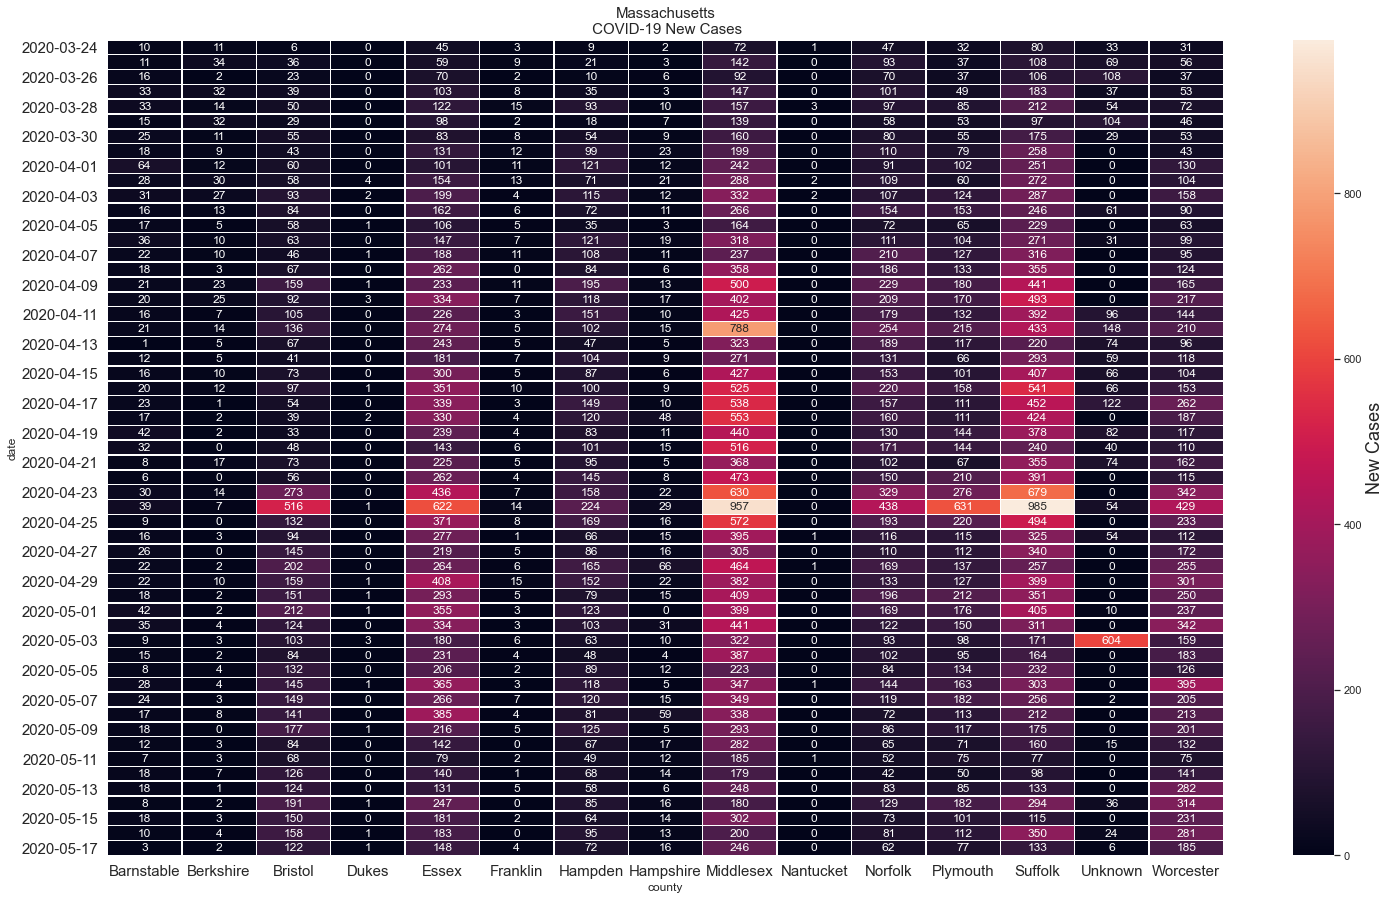 Massachusetts
COVID-19 New Cases
2020-03-24 10 11 6 0 45 3 9 2 72 1 47 32 80 33 31
11 34 36 0 59 9 21 3 142 0 93 37 108 69 56
2020-03-26 16 2 23 0 70 2 10 6 92 0 70 37 106 108 37
33 32 39 0 103 8 35 3 147 0 101 49 183 37 53
2020-03-28 33 14 50 0 122 15 93 10 157 3 97 85 212 54 72
15 32 29 0 98 2 18 7 139 0 58 53 97 104 46
2020-03-30 25 11 55 0 83 8 54 9 160 0 80 55 175 29 53
18 9 43 0 131 12 99 23 199 0 110 79 258 0 43
2020-04-01 64 12 60 0 101 11 121 12 242 0 91 102 251 0 130
28 30 58 4 154 13 71 21 288 2 109 60 272 0 104
2020-04-03 31 27 93 2 199 4 115 12 332 2 107 124 287 0 158
800
16 13 84 0 162 6 72 11 266 0 154 153 246 61 90
2020-04-05 17 5 58 1 106 5 35 3 164 0 72 65 229 0 63
36 10 63 0 147 7 121 19 318 0 111 104 271 31 99
2020-04-07 22 10 46 1 188 11 108 11 237 0 210 127 316 0 95
18 3 67 0 262 0 84 6 358 0 186 133 355 0 124
2020-04-09 21 23 159 1 233 11 195 13 500 0 229 180 441 0 165
20 25 92 3 334 7 118 17 402 0 209 170 493 0 217
2020-04-11 16 7 105 0 226 3 151 10 425 0 179 132 392 96 144
21 14 136 0 274 5 102 15 788 0 254 215 433 148 210
2020-04-13 1 5 67 0 243 5 47 5 323 0 189 117 220 74 96
600
12 5 41 0 181 7 104 9 271 0 131 66 293 59 118
2020-04-15 16 10 73 0 300 5 87 6 427 0 153 101 407 66 104
20 12 97 1 351 10 100 9 525 0 220 158 541 66 153
2020-04-17 23 1 54 0 339 3 149 10 538 0 157 111 452 122 262
17 2 39 2 330 4 120 48 553 0 160 111 424 0 187
2020-04-19 42 2 33 0 239 4 83 11 440 0 130 144 378 82 117
date
New Cases
32 0 48 0 143 6 101 15 516 0 171 144 240 40 110
2020-04-21 8 17 73 0 225 5 95 5 368 0 102 67 355 74 162
6 0 56 0 262 4 145 8 473 0 150 210 391 0 115
2020-04-23 30 14 273 0 436 7 158 22 630 0 329 276 679 0 342
39 7 516 1 622 14 224 29 957 0 438 631 985 54 429
2020-04-25 9 0 132 0 371 8 169 16 572 0 193 220 494 0 233
400
16 3 94 0 277 1 66 15 395 1 116 115 325 54 112
2020-04-27 26 0 145 0 219 5 86 16 305 0 110 112 340 0 172
22 2 202 0 264 6 165 66 464 1 169 137 257 0 255
2020-04-29 22 10 159 1 408 15 152 22 382 0 133 127 399 0 301
18 2 151 1 293 5 79 15 409 0 196 212 351 0 250
2020-05-01 42 2 212 1 355 3 123 0 399 0 169 176 405 10 237
35 4 124 0 334 3 103 31 441 0 122 150 311 0 342
2020-05-03 9 3 103 3 180 6 63 10 322 0 93 98 171 604 159
15 2 84 0 231 4 48 4 387 0 102 95 164 0 183
2020-05-05 8 4 132 0 206 2 89 12 223 0 84 134 232 0 126
28 4 145 1 365 3 118 5 347 1 144 163 303 0 395
200
2020-05-07 24 3 149 0 266 7 120 15 349 0 119 182 256 2 205
17 8 141 0 385 4 81 59 338 0 72 113 212 0 213
2020-05-09 18 0 177 1 216 5 125 5 293 0 86 117 175 0 201
12 3 84 0 142 0 67 17 282 0 65 71 160 15 132
2020-05-11 7 3 68 0 79 2 49 12 185 1 52 75 77 0 75
18 7 126 0 140 1 68 14 179 0 42 50 98 0 141
2020-05-13 18 1 124 0 131 5 58 6 248 0 83 85 133 0 282
8 2 191 1 247 0 85 16 180 0 129 182 294 36 314
2020-05-15 18 3 150 0 181 2 64 14 302 0 73 101 115 0 231
10 4 158 1 183 0 95 13 200 0 81 112 350 24 281
2020-05-17 3 2 122 1 148 4 72 16 246 0 62 77 133 6 185
0
Barnstable Berkshire Bristol Dukes Essex Franklin Hampden Hampshire Middlesex Nantucket Norfolk Plymouth Suffolk Unknown Worcester
county